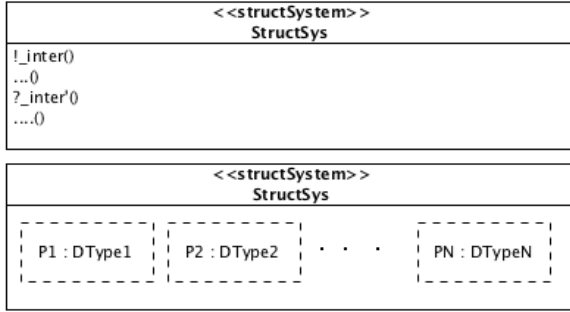 <<structSystem>>
StructSys
!_inter()
...()
?_inter'()
....()
<<structSystem>>
StructSys
P1 : DType1 P2 : DType2 . . . PN : DTypeN